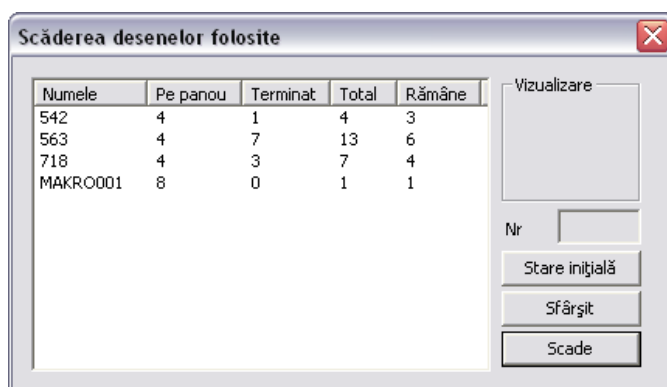 Scăderea desenelor folosite
Numele Pe panou Terminat Total Rămâne
542 4 1 4 3
563 4 7 13 6
718 4 3 7 4
MAKRO001 8 0 1 1
Vizualizare
Nr
Stare iniţială
Sfârşit
Scade